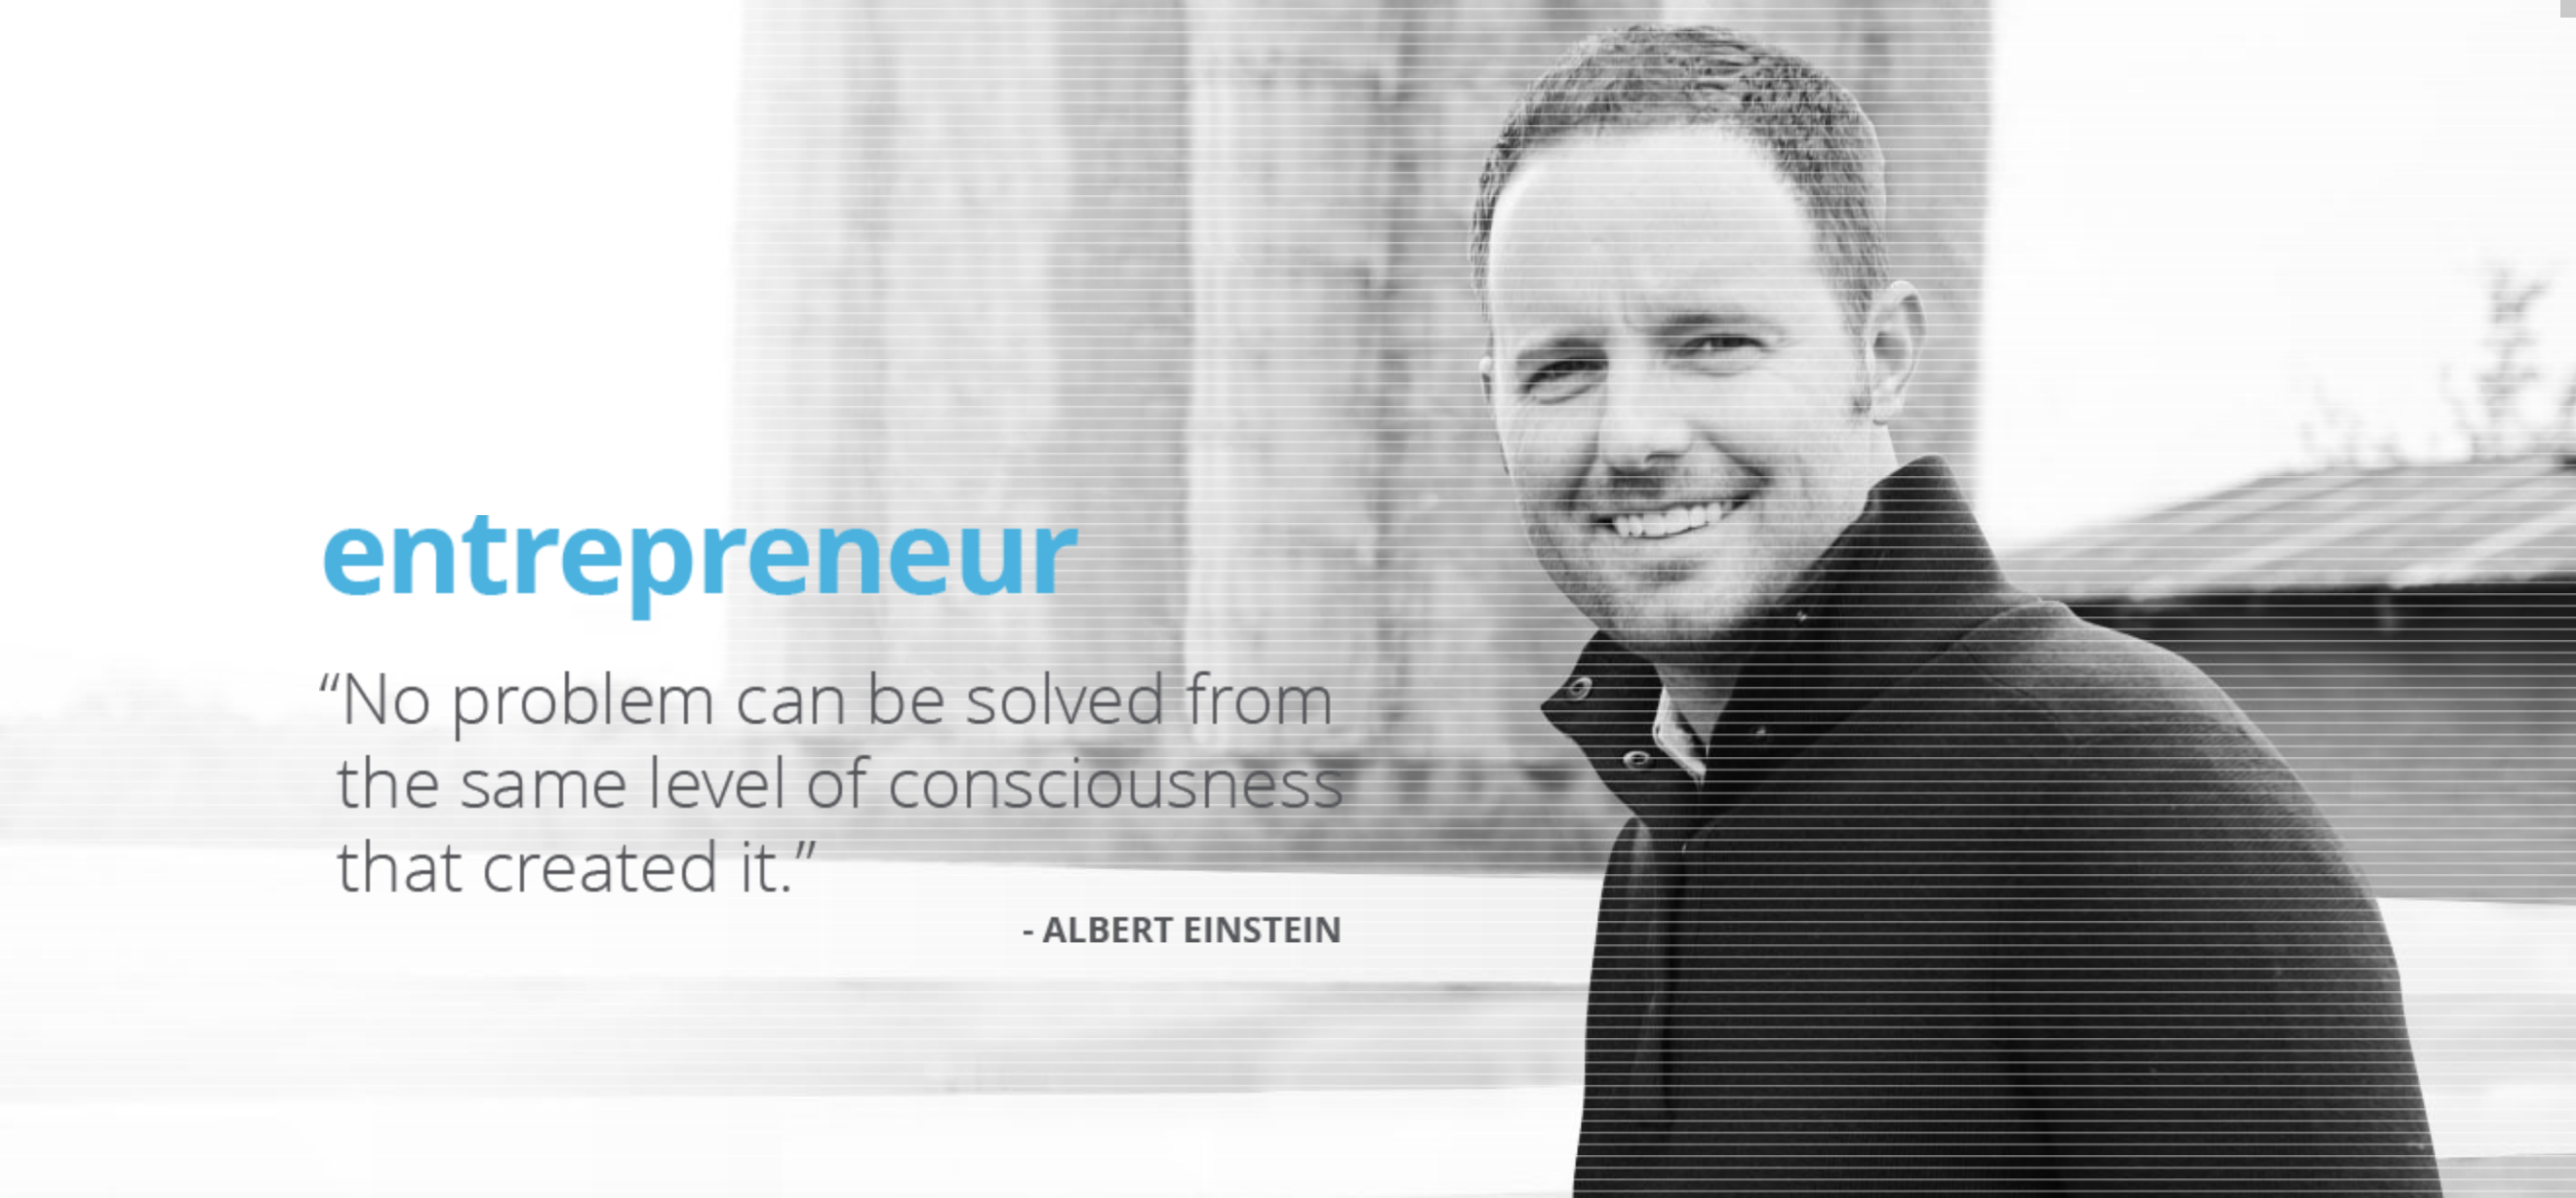 entrepreneur
“No problem can be solved from
the same level of consciousness
that created it.”
- ALBERT EINSTEIN